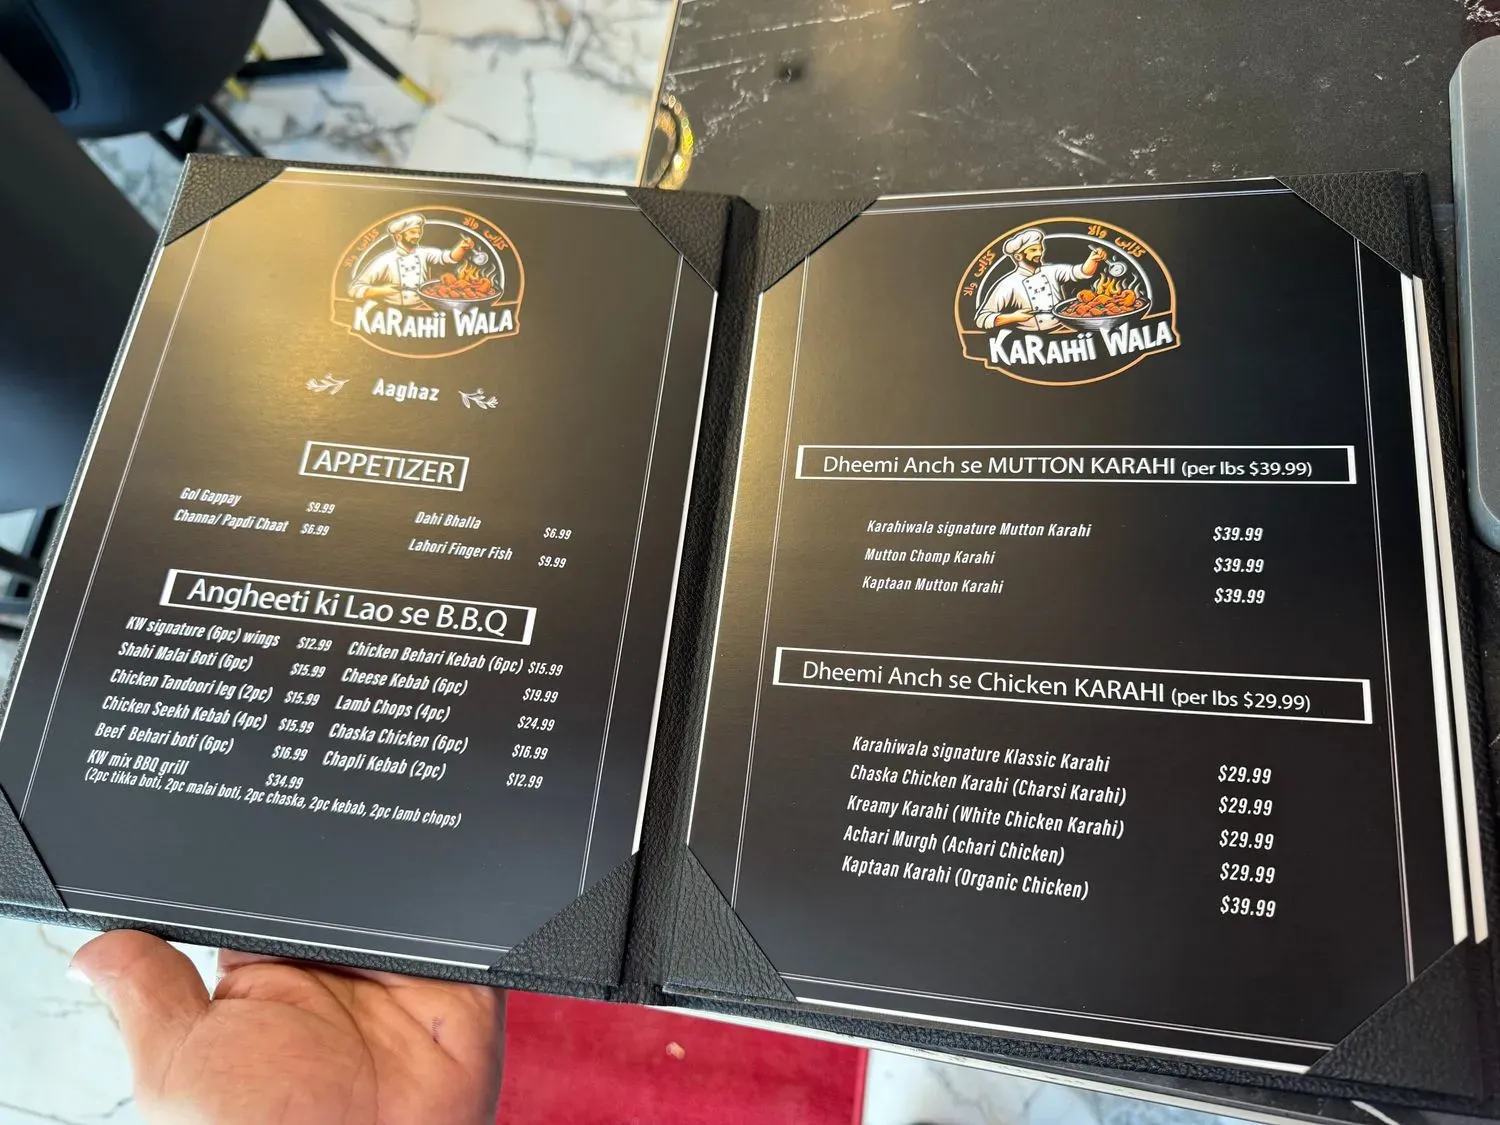 کڑاہی والا
کڑاہی والا
KARAHII WALA
Aaghaz
APPETIZER
Gol Gappay $9.99
Channa/ Papdi Chaat $6.99
Dahi Bhalla $6.99
Lahori Finger Fish $9.99
Angheeti ki Lao se B.B.Q
KW signature (6pc) wings $12.99
Shahi Malai Boti (6pc) $15.99
Chicken Tandoori leg (2pc) $15.99
Chicken Seekh Kebab (4pc) $15.99
Beef Behari boti (6pc) $16.99
KW mix BBQ grill $34.99
(2pc tikka boti, 2pc malai boti, 2pc chaska, 2pc kebab, 2pc lamb chops)
Chicken Behari Kebab (6pc) $15.99
Cheese Kebab (6pc) $19.99
Lamb Chops (4pc) $24.99
Chaska Chicken (6pc) $16.99
Chapli Kebab (2pc) $12.99
کڑاہی والا
کڑاہی والا
KARAHII WALA
Dheemi Anch se MUTTON KARAHI (per lbs $39.99)
Karahiwala signature Mutton Karahi $39.99
Mutton Chomp Karahi $39.99
Kaptaan Mutton Karahi $39.99
Dheemi Anch se Chicken KARAHI (per lbs $29.99)
Karahiwala signature Klassic Karahi $29.99
Chaska Chicken Karahi (Charsi Karahi) $29.99
Kreamy Karahi (White Chicken Karahi) $29.99
Achari Murgh (Achari Chicken) $29.99
Kaptaan Karahi (Organic Chicken) $39.99